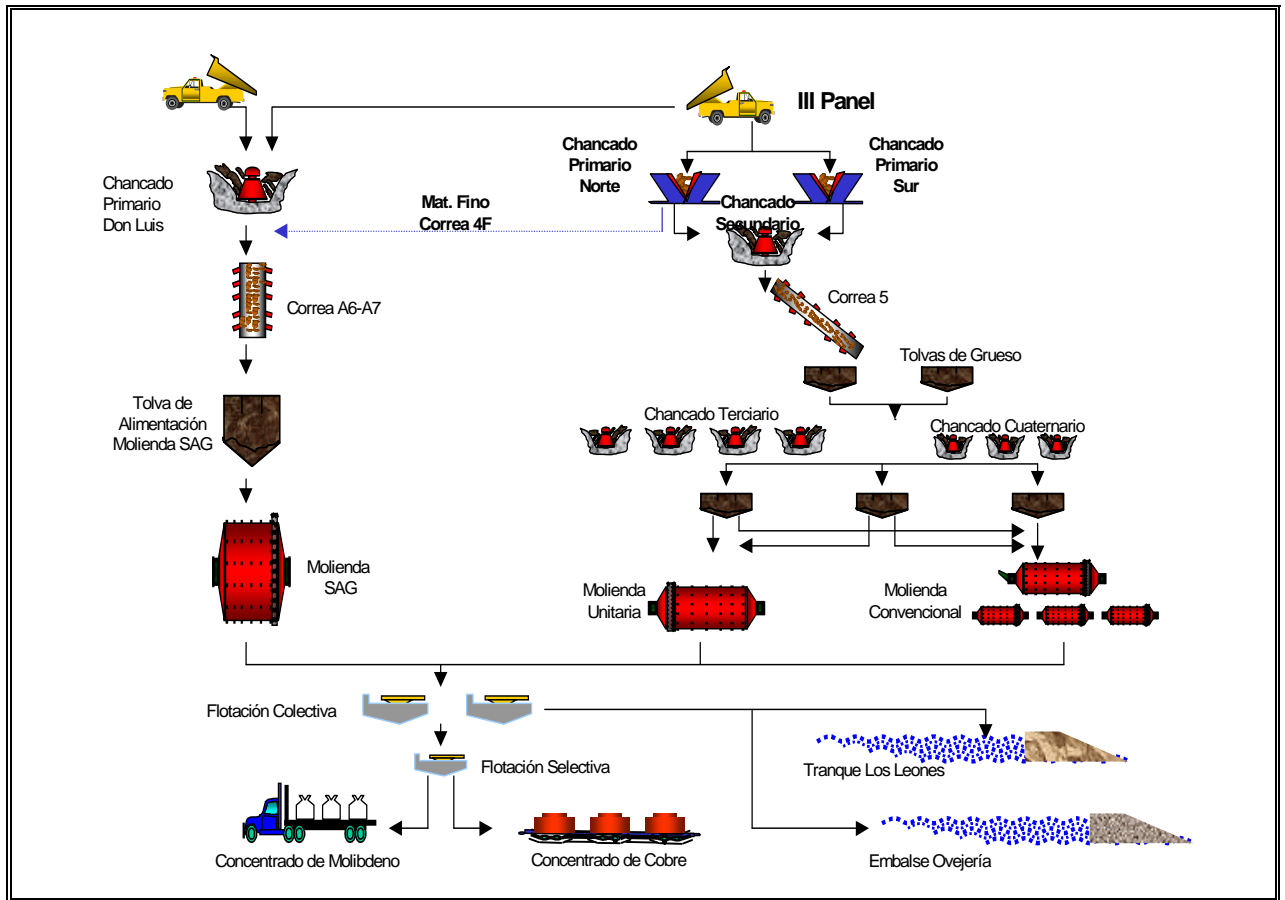 III Panel
Chancado
Primario
Norte
Chancado
Primario
Sur
Chancado
Primario
Don Luis
Mat. Fino
Correa 4F
Chancado
Secundario
Correa A6-A7
Correa 5
Tolvas de Grueso
Tolva de
Alimentación
Molienda SAG
Chancado Terciario
Chancado Cuaternario
Molienda
SAG
Molienda
Unitaria
Molienda
Convencional
Flotación Colectiva
Flotación Selectiva
Tranque Los Leones
Concentrado de Molibdeno
Concentrado de Cobre
Embalse Ovejería